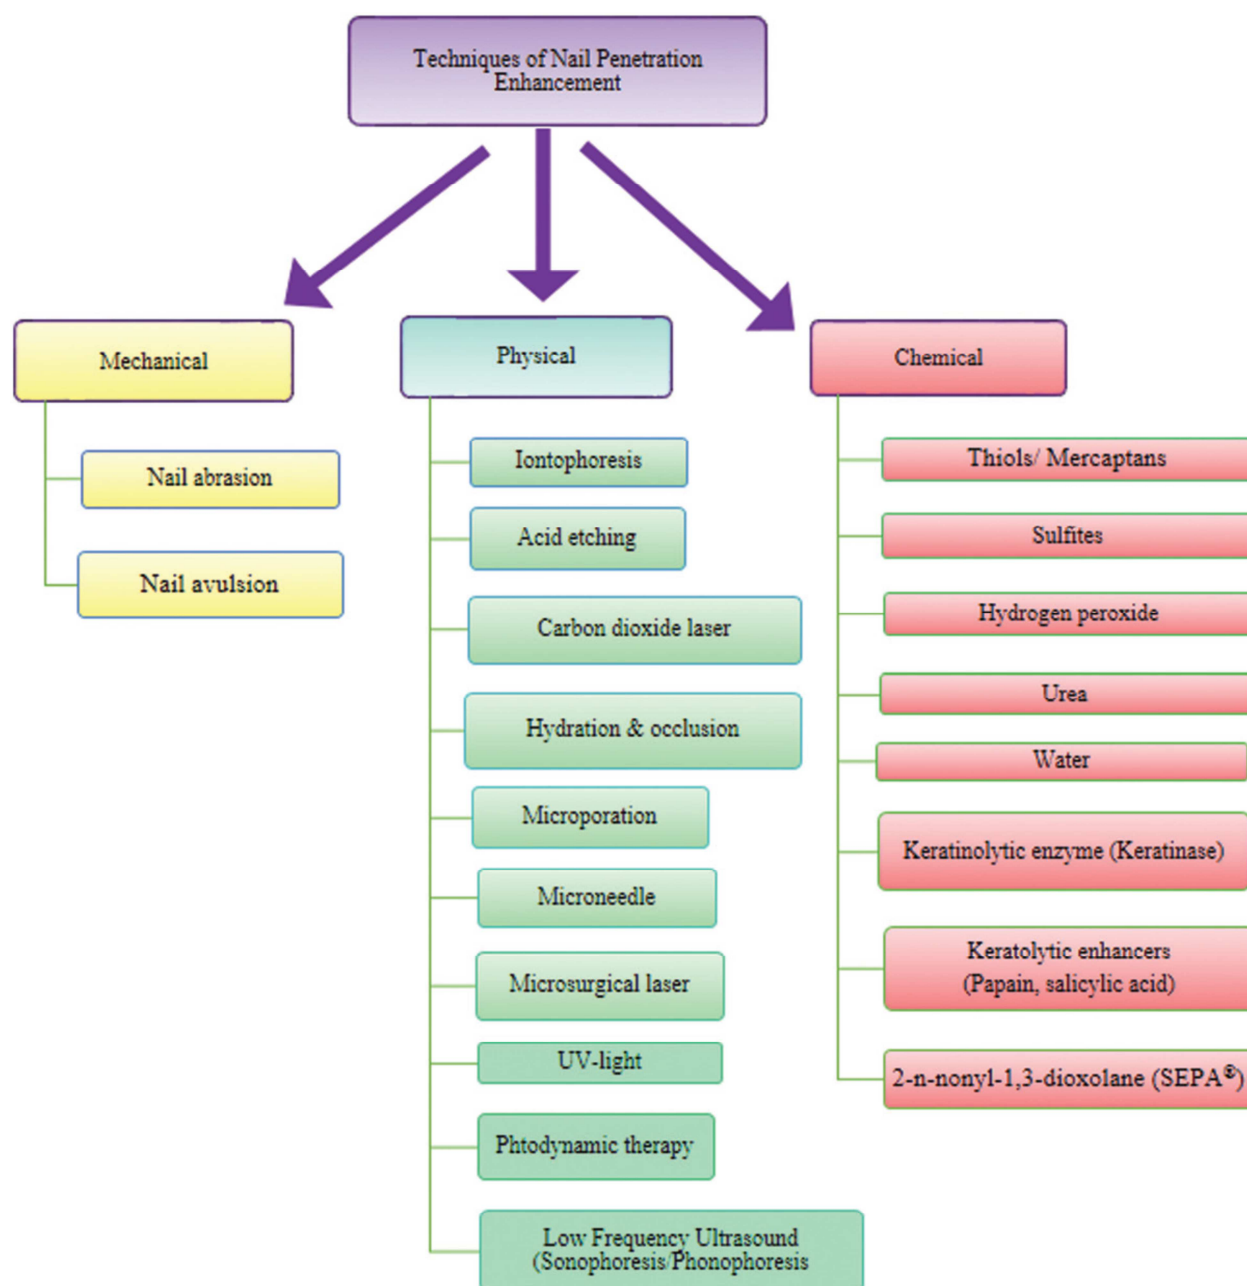 Techniques of Nail Penetration
Enhancement
Mechanical
Nail abrasion
Nail avulsion
Physical
Iontophoresis
Acid etching
Carbon dioxide laser
Hydration & occlusion
Microporation
Microneedle
Microsurgical laser
UV-light
Phtodynamic therapy
Low Frequency Ultrasound
(Sonophoresis/Phonophoresis
Chemical
Thiols/ Mercaptans
Sulfites
Hydrogen peroxide
Urea
Water
Keratinolytic enzyme (Keratinase)
Keratolytic enhancers
(Papain, salicylic acid)
2-n-nonyl-1,3-dioxolane (SEPA®)